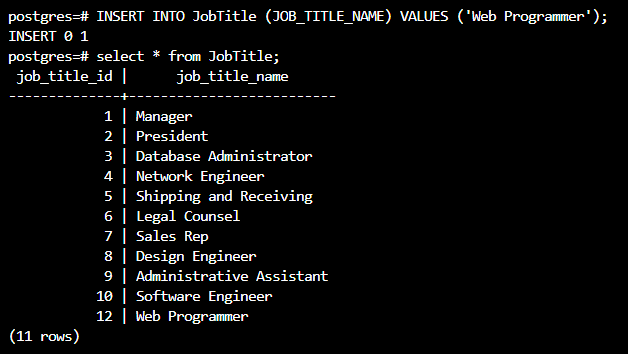 postgres=# INSERT INTO JobTitle (JOB_TITLE_NAME) VALUES ('Web Programmer');
INSERT 0 1
postgres=# select * from JobTitle;
 job_title_id |      job_title_name
--------------+--------------------------
            1 | Manager
            2 | President
            3 | Database Administrator
            4 | Network Engineer
            5 | Shipping and Receiving
            6 | Legal Counsel
            7 | Sales Rep
            8 | Design Engineer
            9 | Administrative Assistant
           10 | Software Engineer
           12 | Web Programmer
(11 rows)